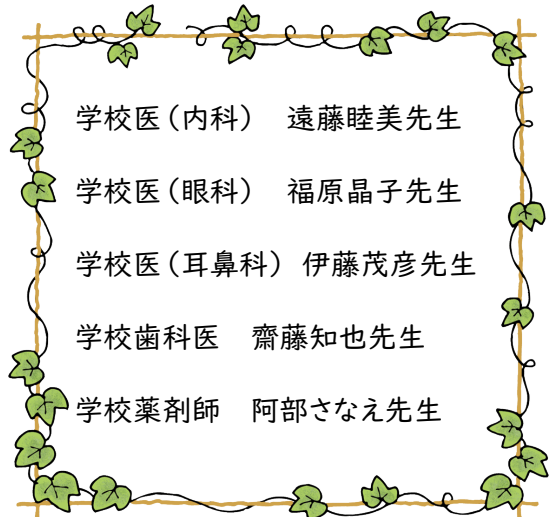 学校医(内科) 遠藤睦美先生
学校医(眼科) 福原晶子先生
学校医(耳鼻科) 伊藤茂彦先生
学校歯科医 齋藤知也先生
学校薬剤師 阿部さなえ先生